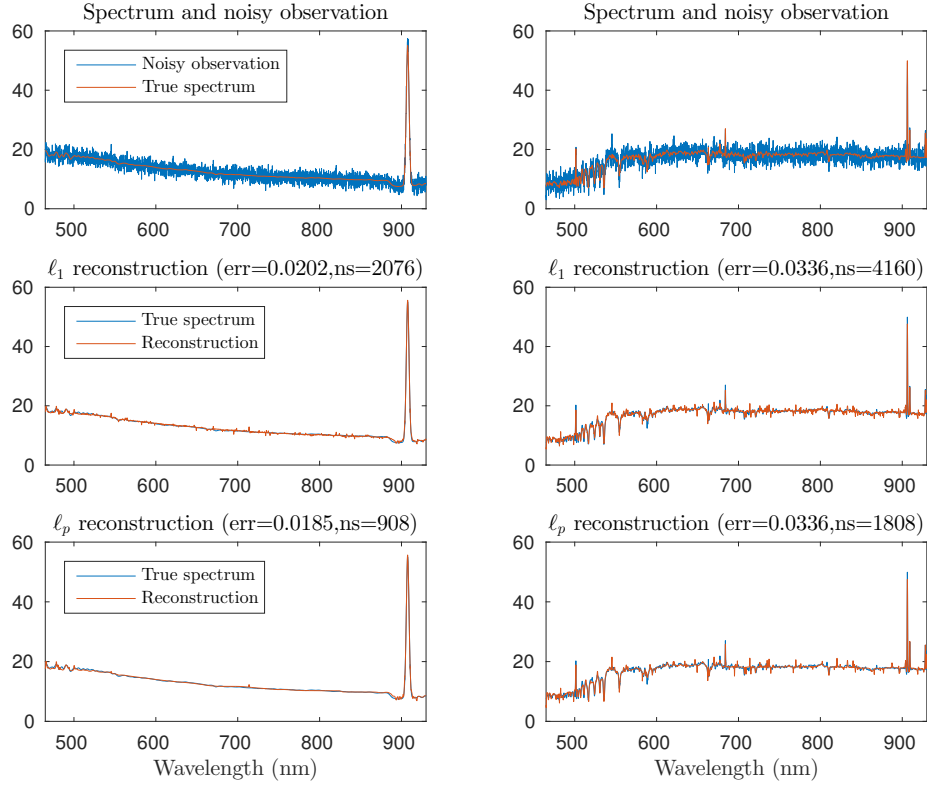 Spectrum and noisy observation
60
40
20
0
Noisy observation
True spectrum
500 600 700 800 900
Spectrum and noisy observation
60
40
20
0
500 600 700 800 900
ℓ₁ reconstruction (err=0.0202,ns=2076)
60
40
20
0
True spectrum
Reconstruction
500 600 700 800 900
ℓ₁ reconstruction (err=0.0336,ns=4160)
60
40
20
0
500 600 700 800 900
ℓₚ reconstruction (err=0.0185,ns=908)
60
40
20
0
True spectrum
Reconstruction
500 600 700 800 900
Wavelength (nm)
ℓₚ reconstruction (err=0.0336,ns=1808)
60
40
20
0
500 600 700 800 900
Wavelength (nm)